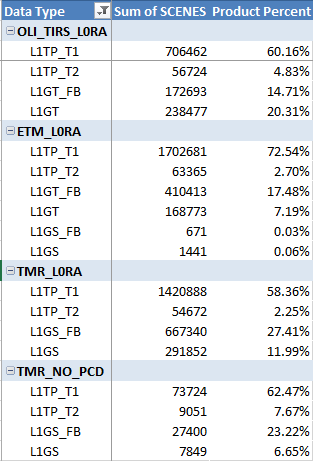 Data Type Sum of SCENES Product Percent
OLI_TIRS_L0RA
L1TP_T1 706462 60.16%
L1TP_T2 56724 4.83%
L1GT_FB 172693 14.71%
L1GT 238477 20.31%
ETM_L0RA
L1TP_T1 1702681 72.54%
L1TP_T2 63365 2.70%
L1GT_FB 410413 17.48%
L1GT 168773 7.19%
L1GS_FB 671 0.03%
L1GS 1441 0.06%
TMR_L0RA
L1TP_T1 1420888 58.36%
L1TP_T2 54672 2.25%
L1GS_FB 667340 27.41%
L1GS 291852 11.99%
TMR_NO_PCD
L1TP_T1 73724 62.47%
L1TP_T2 9051 7.67%
L1GS_FB 27400 23.22%
L1GS 7849 6.65%